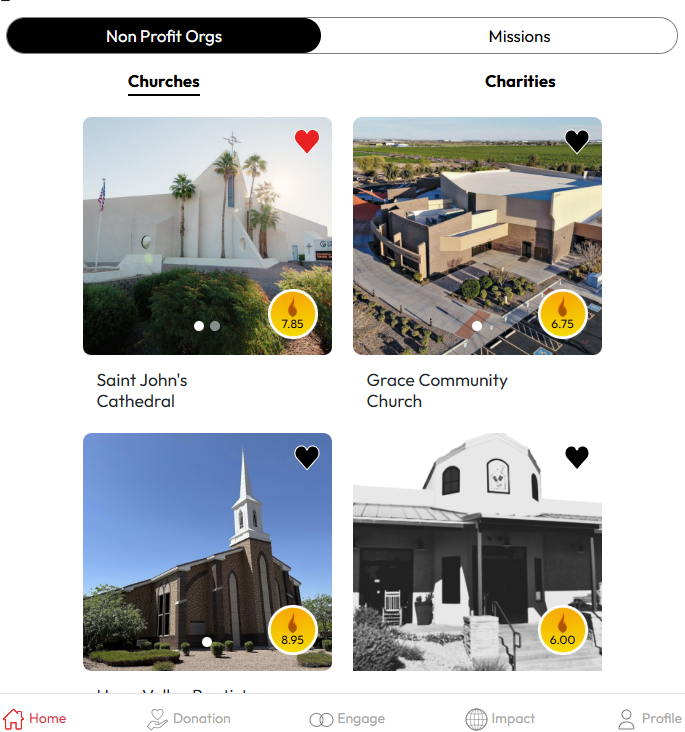 Non Profit Orgs
Missions
Churches
Charities
7.85
6.75
Saint John's
Cathedral
Grace Community
Church
8.95
6.00
Home
Donation
Engage
Impact
Profile